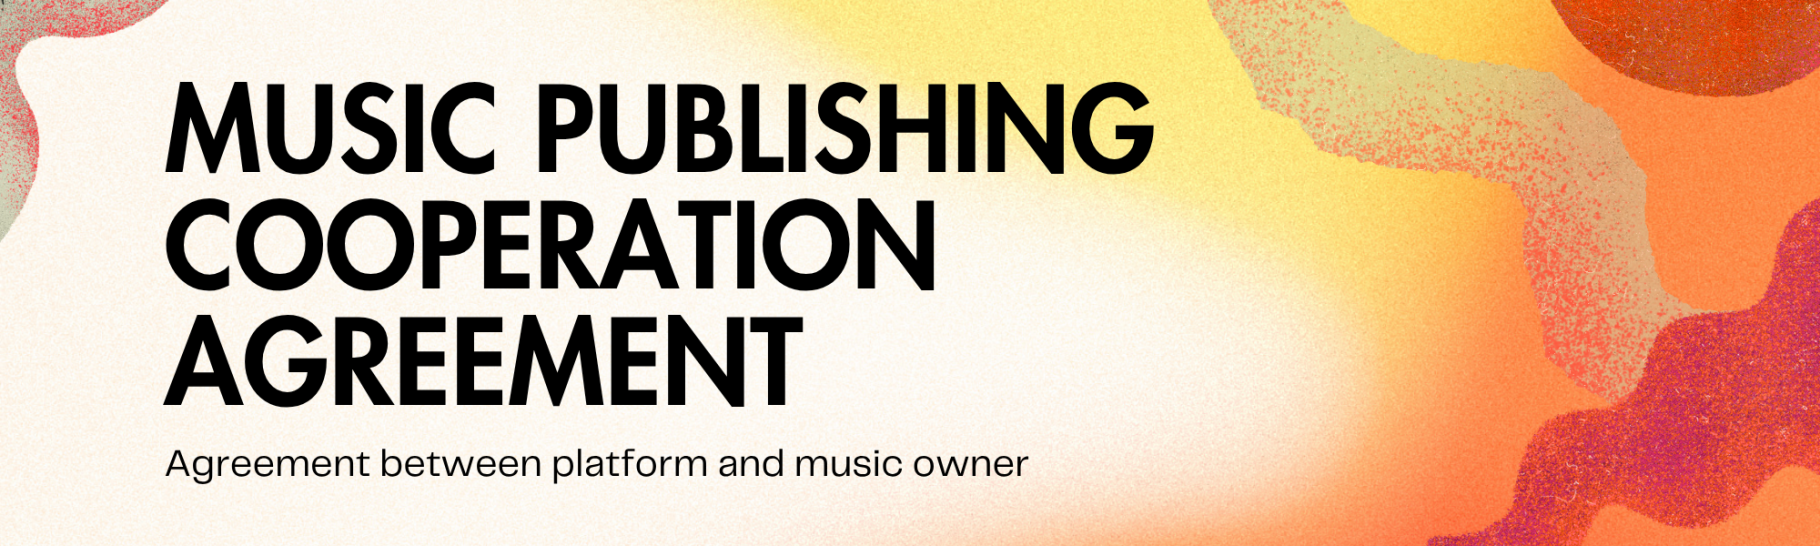 MUSIC PUBLISHING
COOPERATION
AGREEMENT
Agreement between platform and music owner